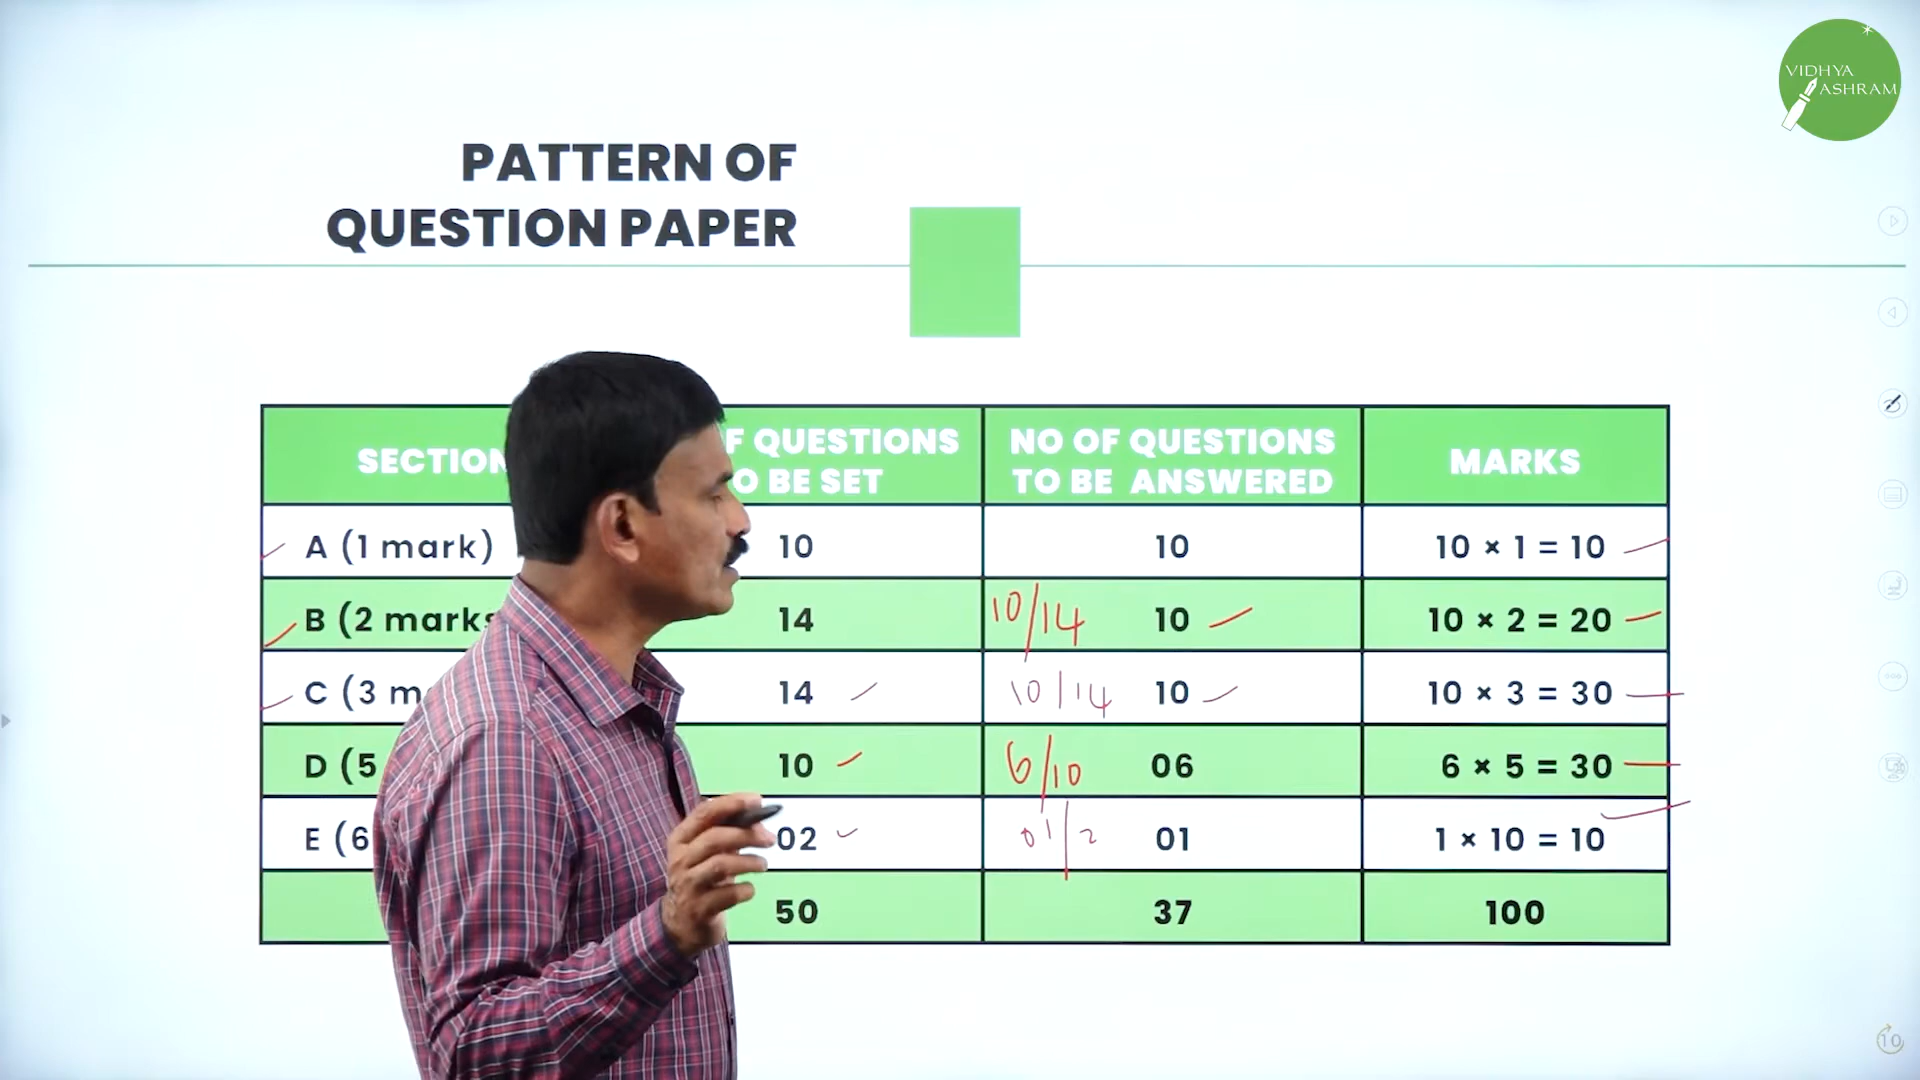 VIDHYA
ASHRAM
PATTERN OF
QUESTION PAPER
SECTION
F QUESTIONS
O BE SET
NO OF QUESTIONS
TO BE ANSWERED
MARKS
A (1 mark) 10 10 10 × 1 = 10
B (2 marks 14 10/14 10 10 × 2 = 20
C (3 m 14 10/14 10 10 × 3 = 30
D (5 10 6/10 06 6 × 5 = 30
E (6 02 01/2 01 1 × 10 = 10
50 37 100
10